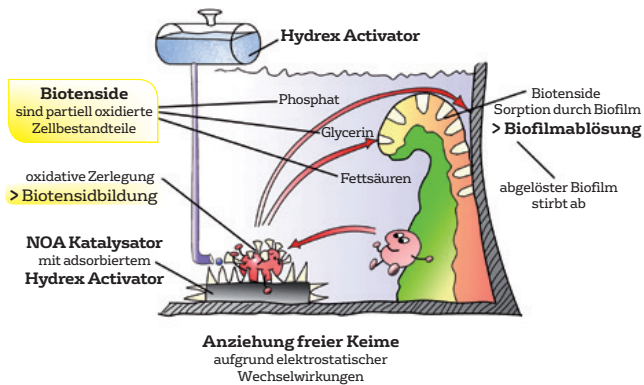 Hydrex Activator
Biotenside
sind partiell oxidierte
Zellbestandteile
Phosphat
Glycerin
Fettsäuren
Biotenside
Sorption durch Biofilm
> Biofilmablösung
abgelöster Biofilm
stirbt ab
oxidative Zerlegung
> Biotensidbildung
NOA Katalysator
mit adsorbiertem
Hydrex Activator
Anziehung freier Keime
aufgrund elektrostatischer
Wechselwirkungen